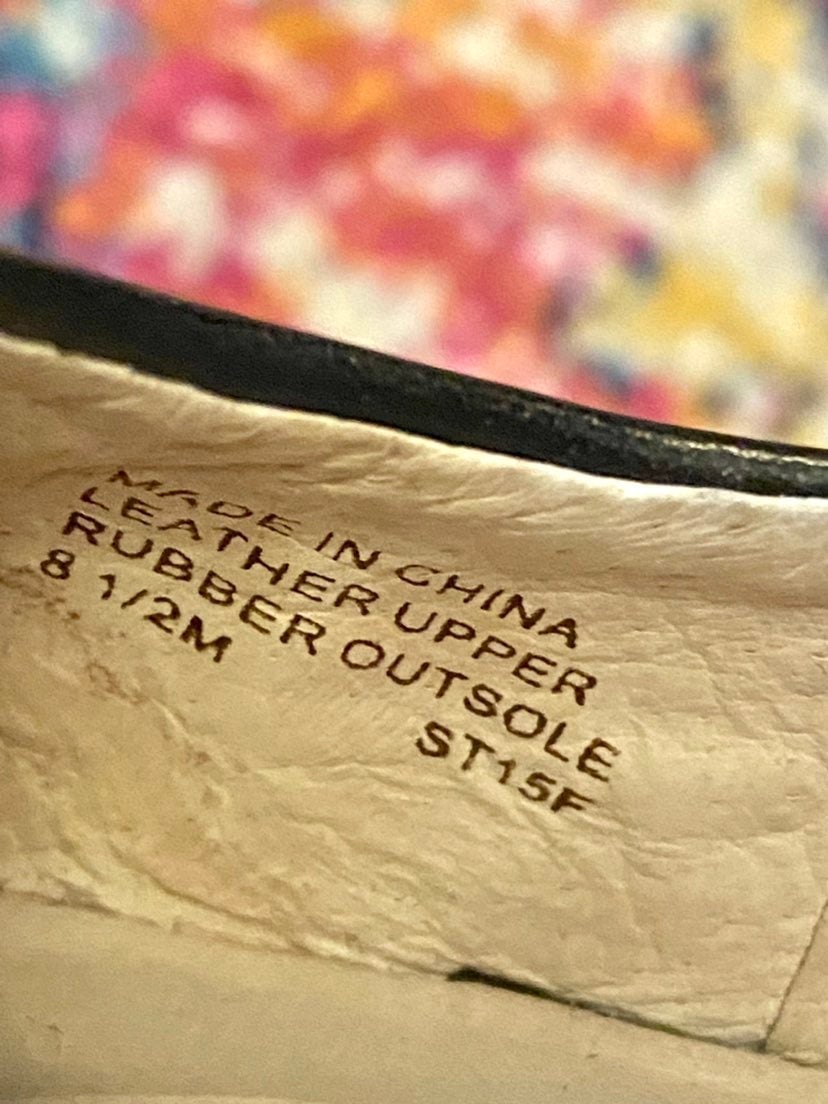 MADE IN CHINA
LEATHER UPPER
RUBBER OUTSOLE
8 1/2M
ST15F